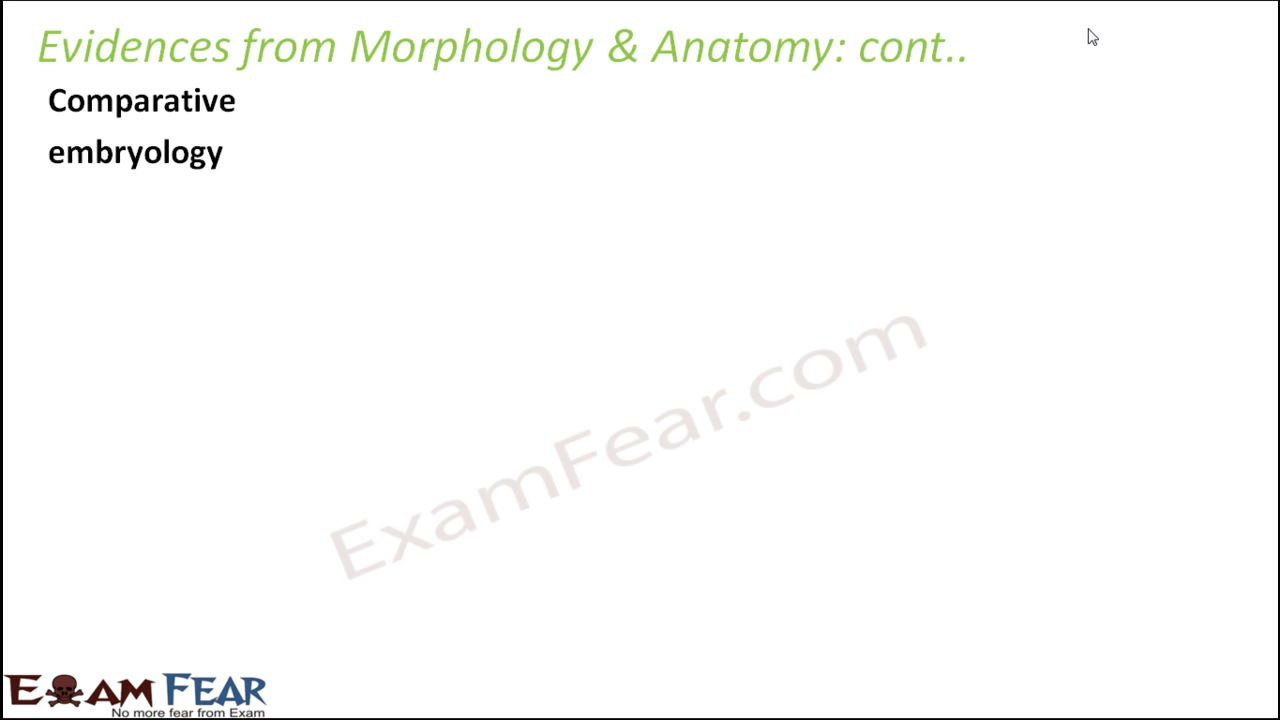 Evidences from Morphology & Anatomy: cont..
Comparative
embryology
ExamFear.com
EXAM FEAR
No more fear from Exam